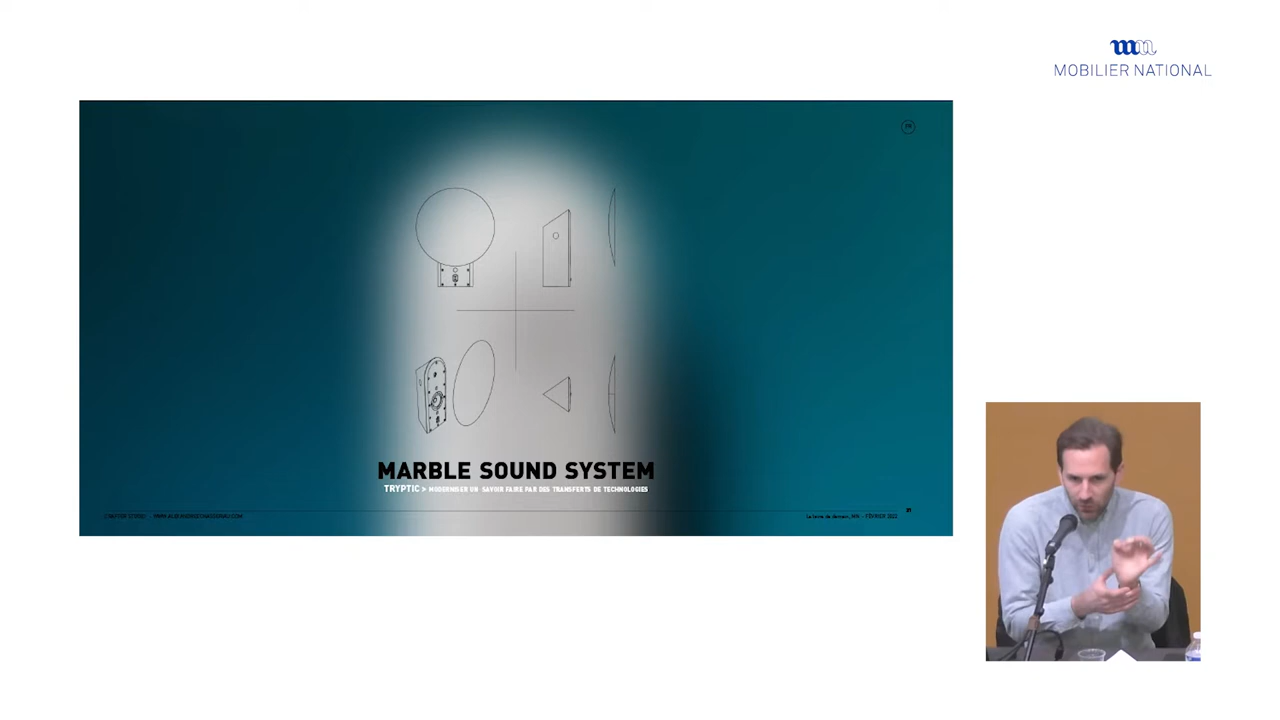 MOBILIER NATIONAL
MARBLE SOUND SYSTEM
TRYPTIC > MODERNISER UN SAVOIR FAIRE PAR DES TRANSFERTS DE TECHNOLOGIES